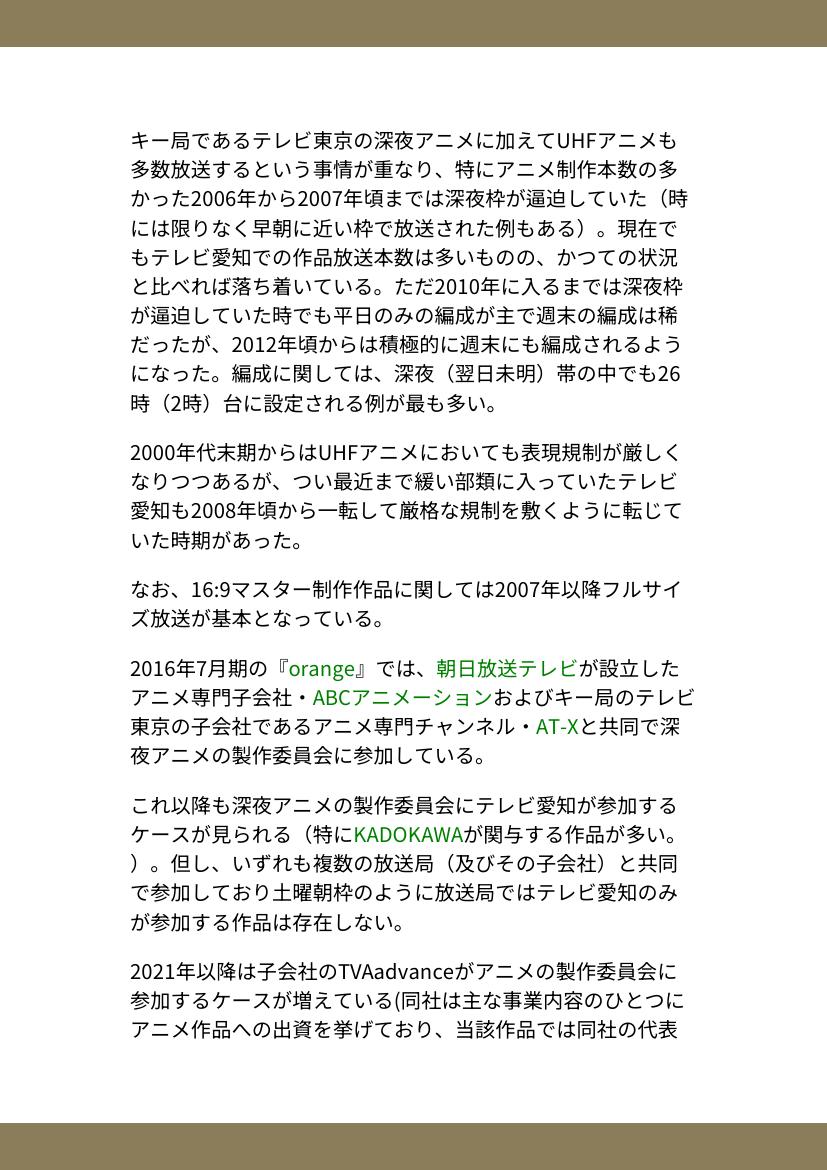 キー局であるテレビ東京の深夜アニメに加えてUHFアニメも
多数放送するという事情が重なり、特にアニメ制作本数の多
かった2006年から2007年頃までは深夜枠が逼迫していた（時
には限りなく早朝に近い枠で放送された例もある）。現在で
もテレビ愛知での作品放送本数は多いものの、かつての状況
と比べれば落ち着いている。ただ2010年に入るまでは深夜枠
が逼迫していた時でも平日のみの編成が主で週末の編成は稀
だったが、2012年頃からは積極的に週末にも編成されるよう
になった。編成に関しては、深夜（翌日未明）帯の中でも26
時（2時）台に設定される例が最も多い。
2000年代末期からはUHFアニメにおいても表現規制が厳しく
なりつつあるが、つい最近まで緩い部類に入っていたテレビ
愛知も2008年頃から一転して厳格な規制を敷くように転じて
いた時期があった。
なお、16:9マスター制作作品に関しては2007年以降フルサイ
ズ放送が基本となっている。
2016年7月期の『orange』では、朝日放送テレビが設立した
アニメ専門子会社・ABCアニメーションおよびキー局のテレビ
東京の子会社であるアニメ専門チャンネル・AT-Xと共同で深
夜アニメの製作委員会に参加している。
これ以降も深夜アニメの製作委員会にテレビ愛知が参加する
ケースが見られる（特にKADOKAWAが関与する作品が多い。
）。但し、いずれも複数の放送局（及びその子会社）と共同
で参加しており土曜朝枠のように放送局ではテレビ愛知のみ
が参加する作品は存在しない。
2021年以降は子会社のTVAadvanceがアニメの製作委員会に
参加するケースが増えている(同社は主な事業内容のひとつに
アニメ作品への出資を挙げており、当該作品では同社の代表